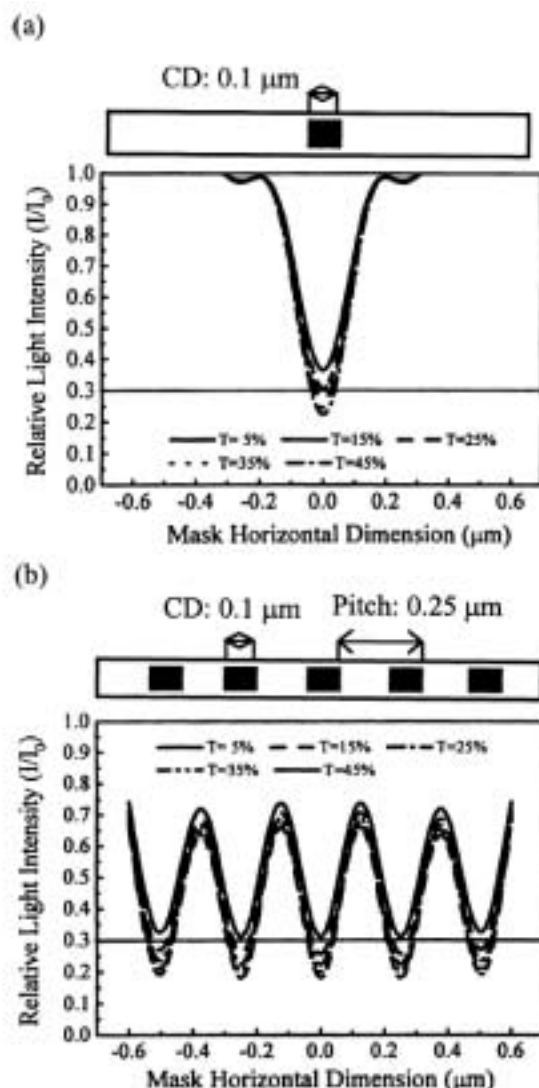 (a)
CD: 0.1 μm
1.0
0.9
0.8
0.7
0.6
0.5
0.4
0.3
0.2
0.1
0.0
Relative Light Intensity (I/I₀)
T= 5% T=15% T=25%
T=35% T=45%
-0.6 -0.4 -0.2 0.0 0.2 0.4 0.6
Mask Horizontal Dimension (μm)
(b)
CD: 0.1 μm Pitch: 0.25 μm
1.0
0.9
0.8
0.7
0.6
0.5
0.4
0.3
0.2
0.1
0.0
Relative Light Intensity (I/I₀)
T= 5% T=15% T=25%
T=35% T=45%
-0.6 -0.4 -0.2 0.0 0.2 0.4 0.6
Mask Horizontal Dimension (μm)